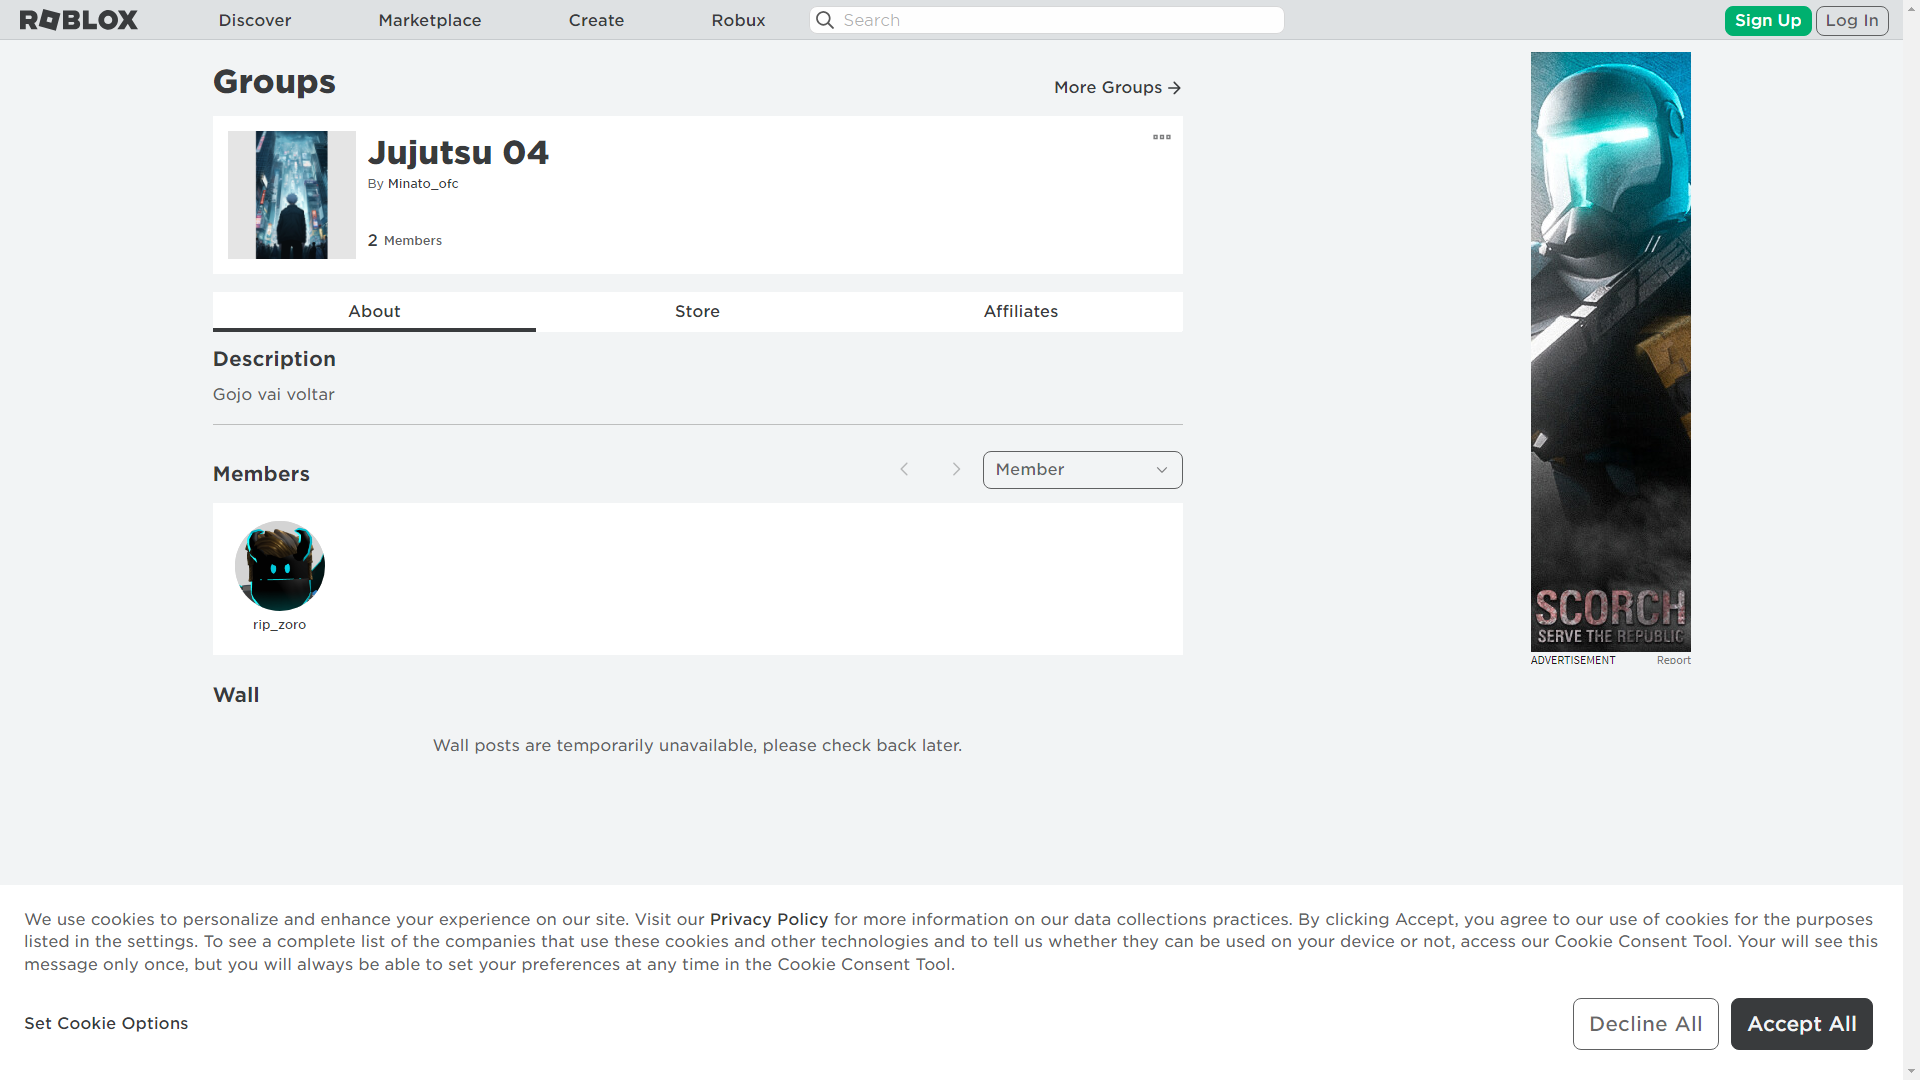 ROBLOX Discover Marketplace Create Robux Search Sign Up Log In
Groups
More Groups
Jujutsu 04
By Minato_ofc
2 Members
About Store Affiliates
Description
Gojo vai voltar
Members
Member
rip_zoro
Wall
Wall posts are temporarily unavailable, please check back later.
SCORCH
SERVE THE REPUBLIC
ADVERTISEMENT Report
We use cookies to personalize and enhance your experience on our site. Visit our Privacy Policy for more information on our data collections practices. By clicking Accept, you agree to our use of cookies for the purposes
listed in the settings. To see a complete list of the companies that use these cookies and other technologies and to tell us whether they can be used on your device or not, access our Cookie Consent Tool. Your will see this
message only once, but you will always be able to set your preferences at any time in the Cookie Consent Tool.
Set Cookie Options
Decline All
Accept All